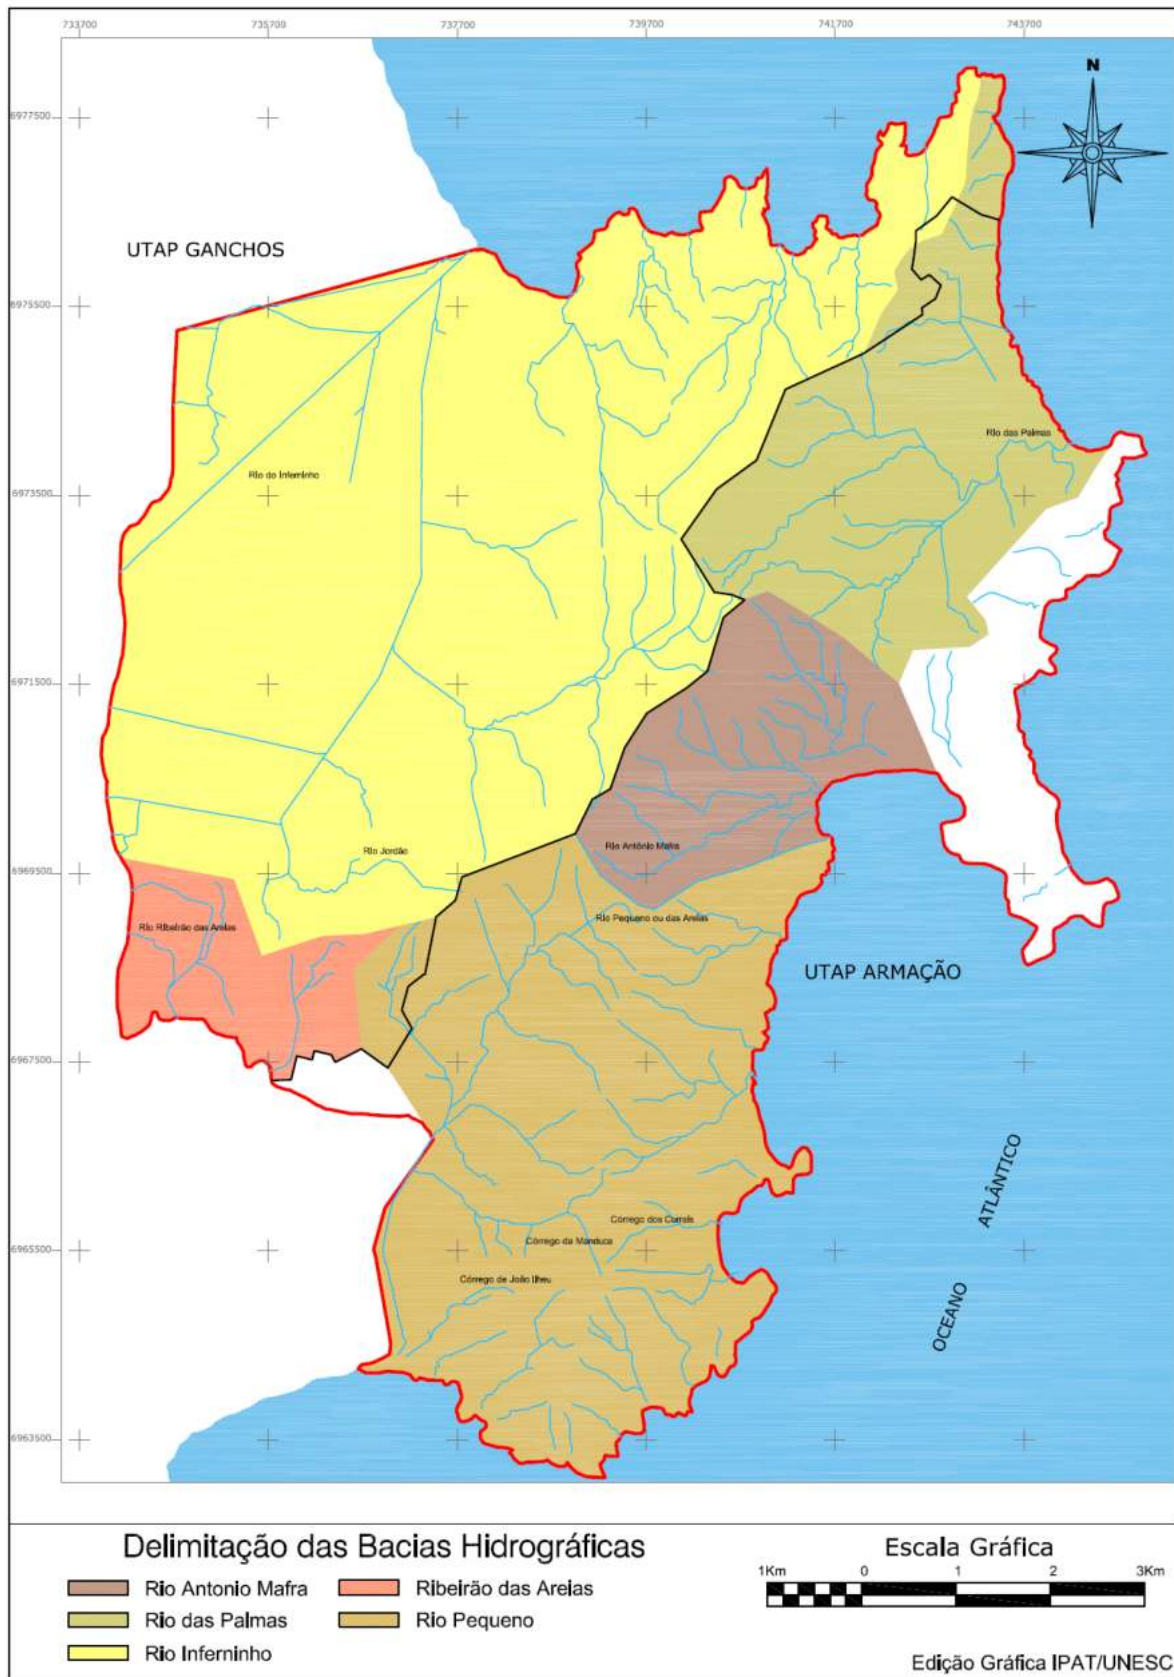 733700
735700
737700
739700
741700
743700
N
6977500
UTAP GANCHOS
6975500
Rio das Palmas
Rio do Inferninho
6973500
6971500
Rio Jordão
Rio Antônio Mafra
6969500
Rio Pequeno ou das Areias
Rio Ribeirão das Areias
UTAP ARMAÇÃO
6967500
OCEANO ATLÂNTICO
Córrego dos Currais
Córrego da Manduca
6965500
Córrego de João Ilheu
6963500
Delimitação das Bacias Hidrográficas
Rio Antonio Mafra
Ribeirão das Areias
Rio das Palmas
Rio Pequeno
Rio Inferninho
Escala Gráfica
1Km 0 1 2 3Km
Edição Gráfica IPAT/UNESC